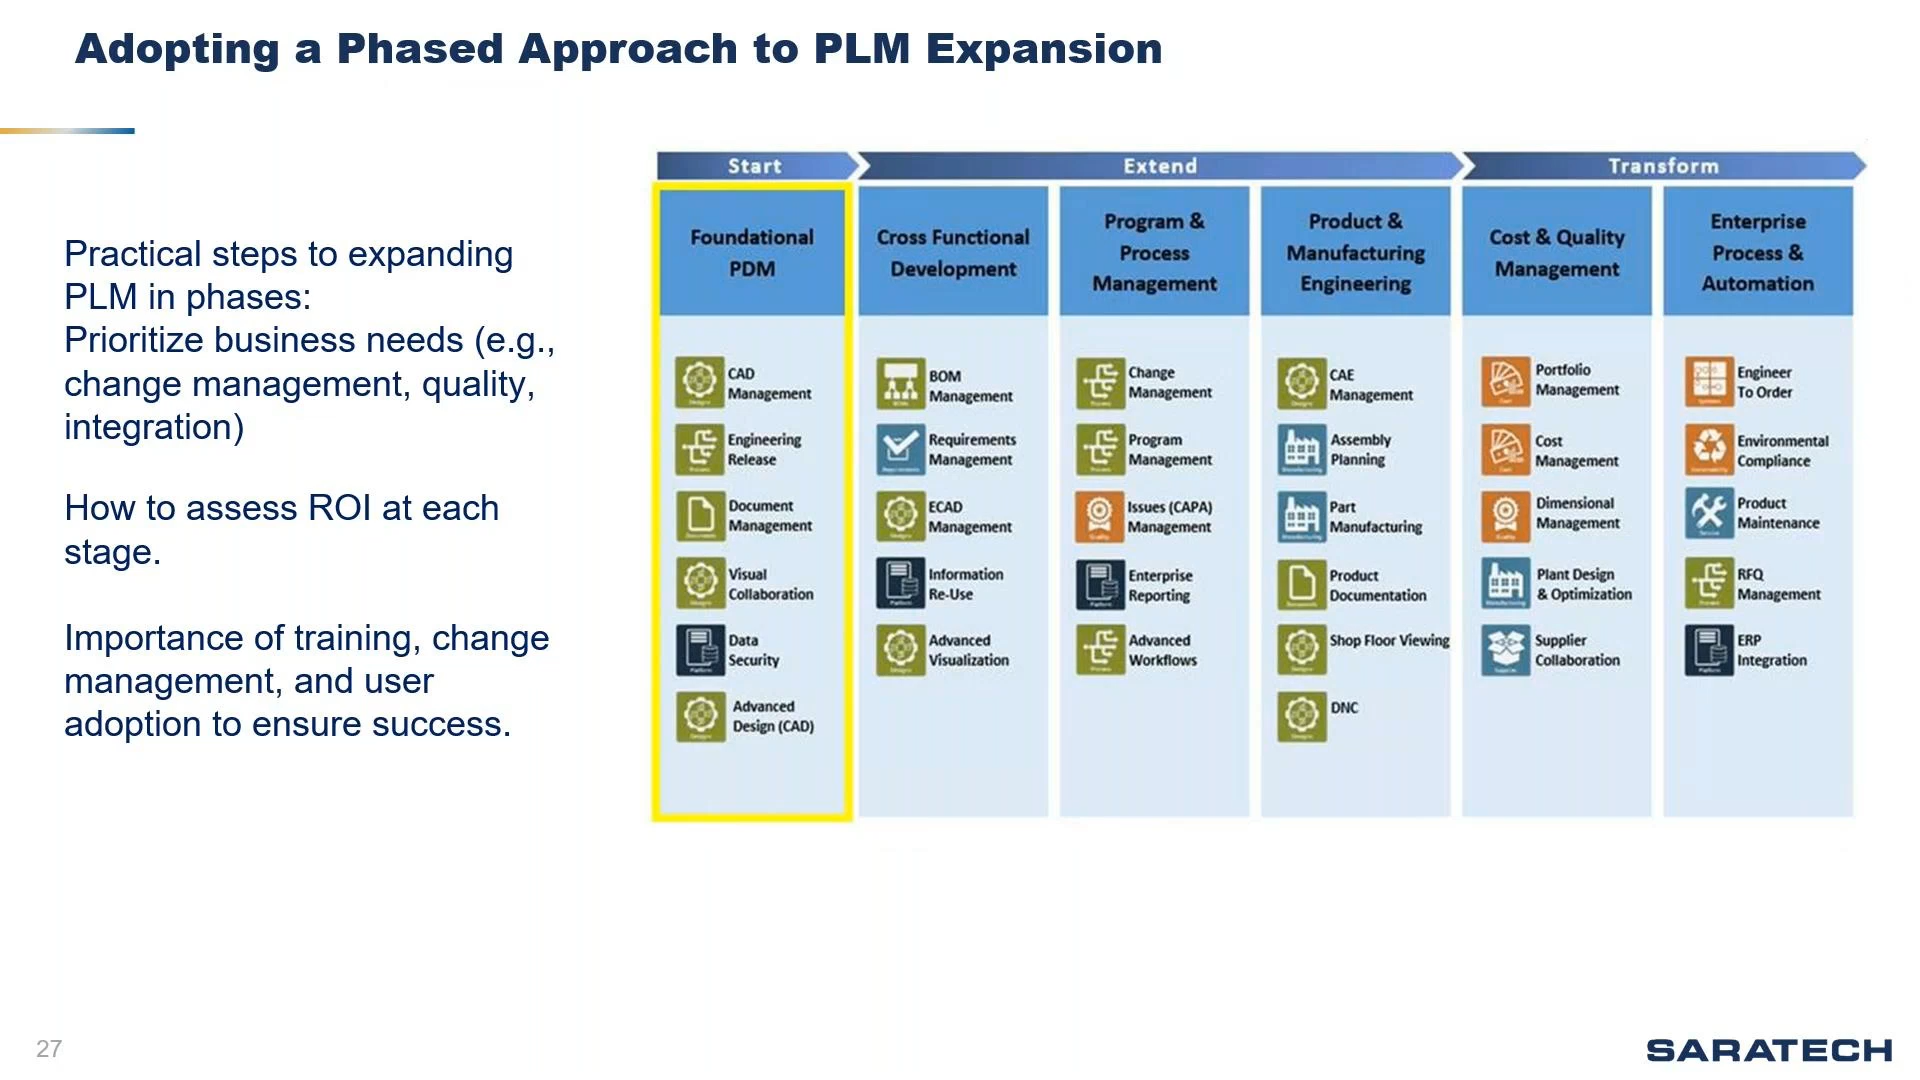 Adopting a Phased Approach to PLM Expansion
Practical steps to expanding
PLM in phases:
Prioritize business needs (e.g.,
change management, quality,
integration)
How to assess ROI at each
stage.
Importance of training, change
management, and user
adoption to ensure success.
Start
Extend
Transform
Foundational
PDM
CAD
Management
Engineering
Release
Document
Management
Visual
Collaboration
Data
Security
Advanced
Design (CAD)
Cross Functional
Development
BOM
Management
Requirements
Management
ECAD
Management
Information
Re-Use
Advanced
Visualization
Program &
Process
Management
Change
Management
Program
Management
Issues (CAPA)
Management
Enterprise
Reporting
Advanced
Workflows
Product &
Manufacturing
Engineering
CAE
Management
Assembly
Planning
Part
Manufacturing
Product
Documentation
Shop Floor Viewing
DNC
Cost & Quality
Management
Portfolio
Management
Cost
Management
Dimensional
Management
Plant Design
& Optimization
Supplier
Collaboration
Enterprise
Process &
Automation
Engineer
To Order
Environmental
Compliance
Product
Maintenance
RFQ
Management
ERP
Integration
27
SARATECH